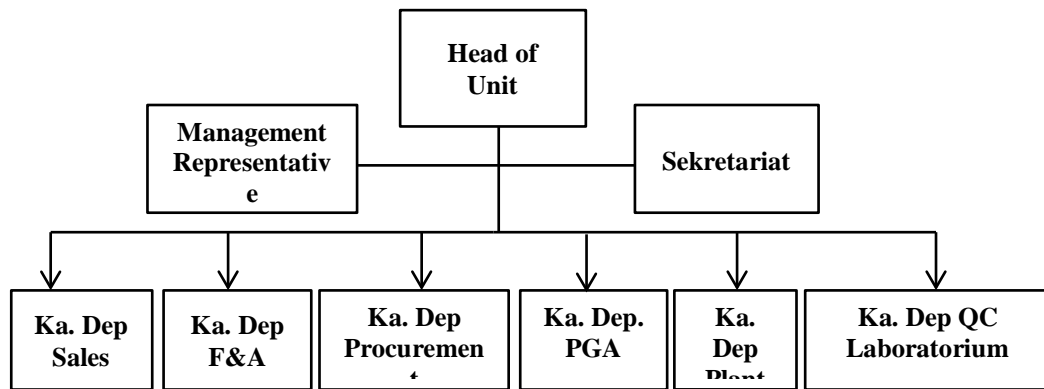 Head of
Unit
Management
Representativ
e
Sekretariat
Ka. Dep
Sales
Ka. Dep
F&A
Ka. Dep
Procuremen
t
Ka. Dep.
PGA
Ka.
Dep
Plant
Ka. Dep QC
Laboratorium